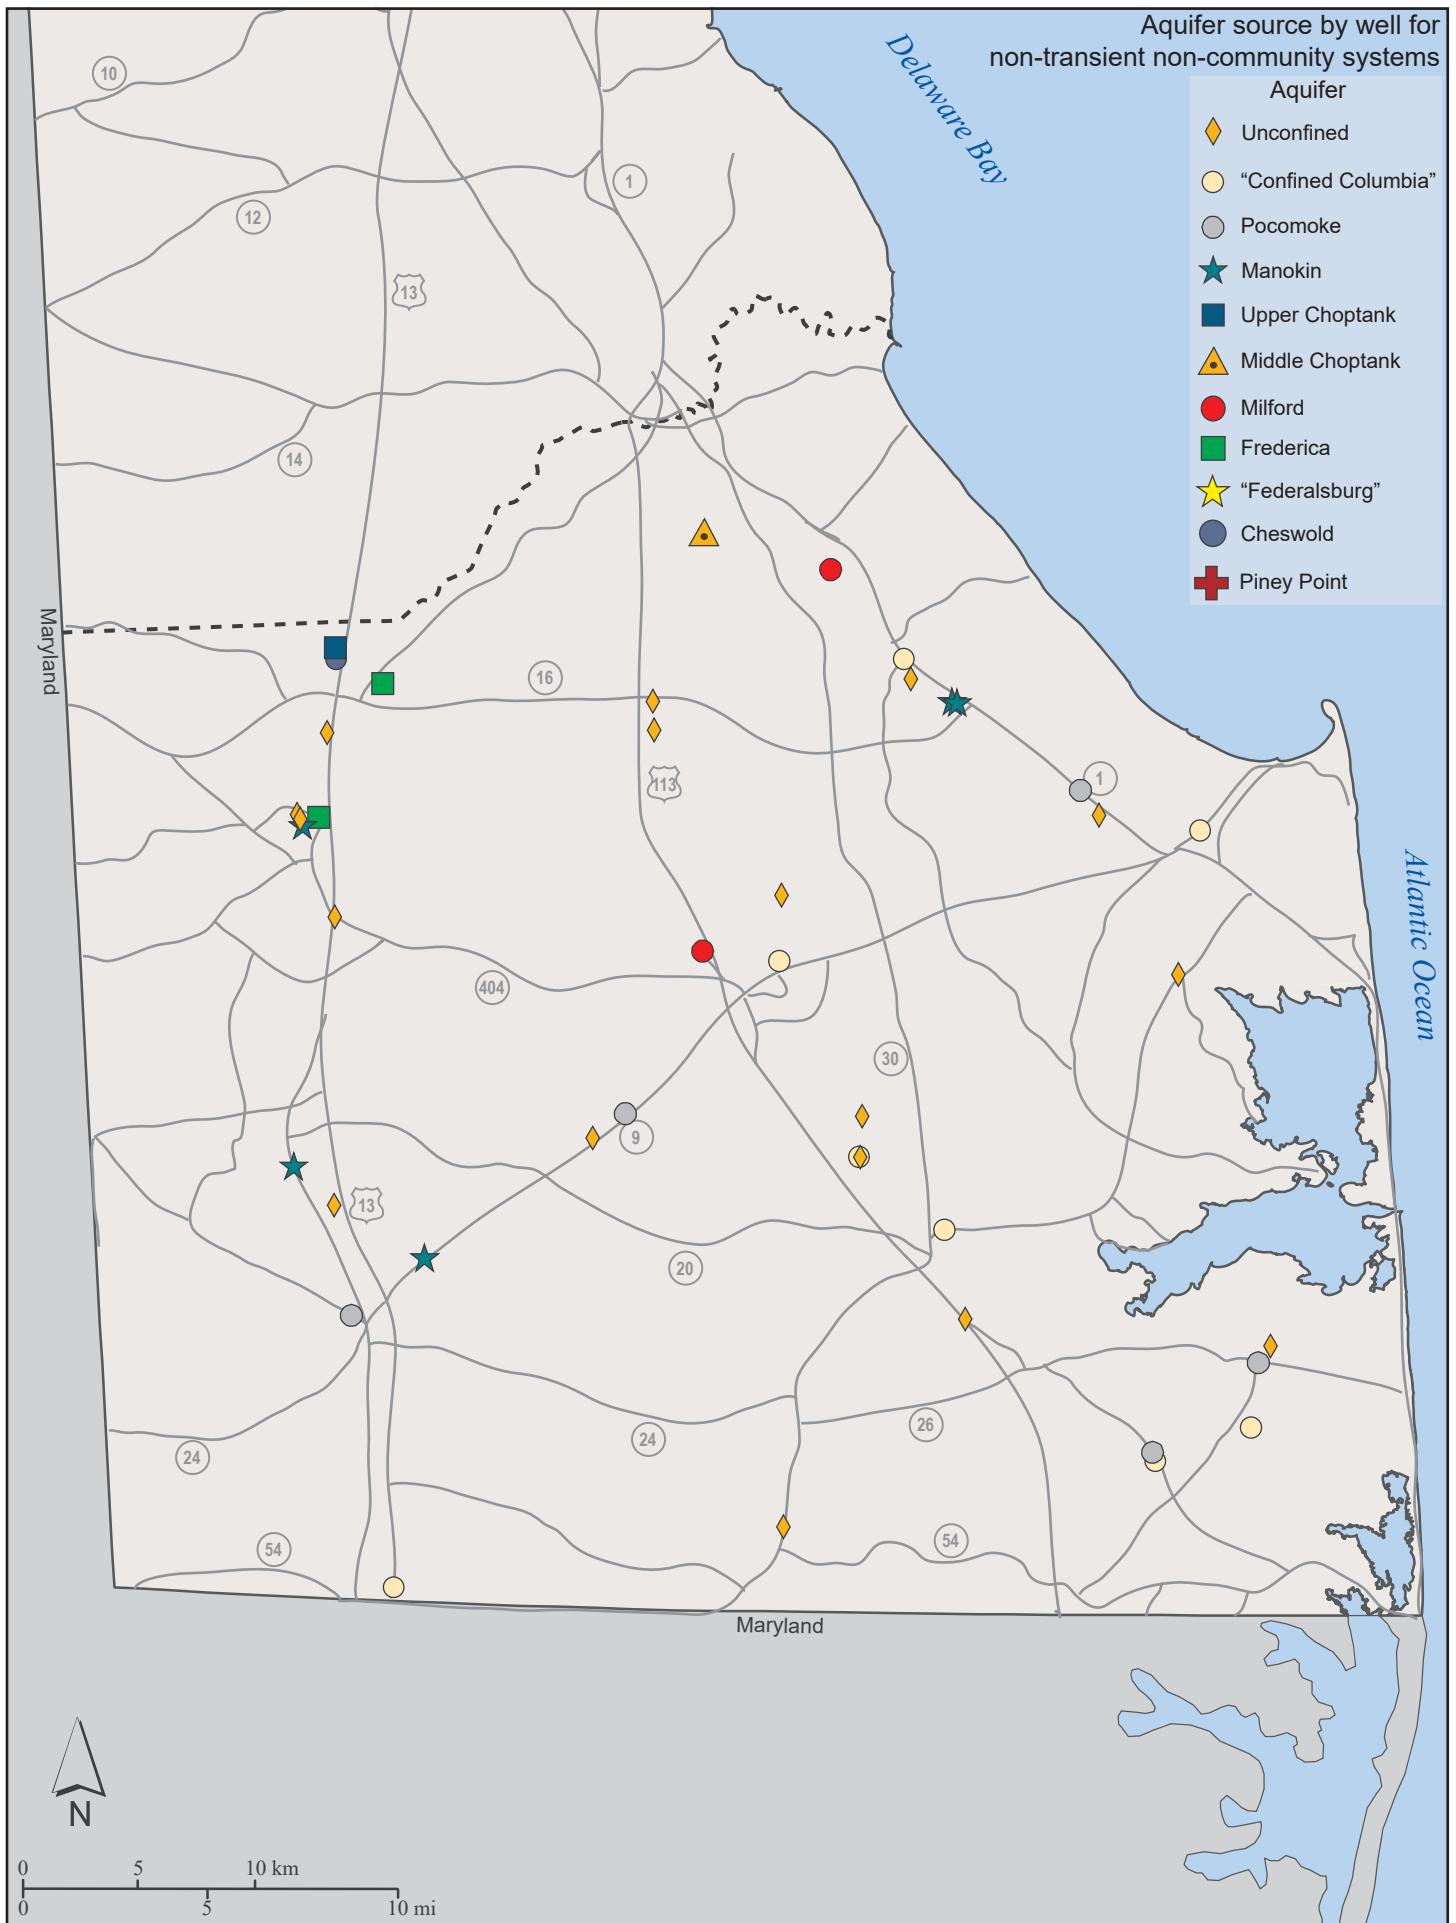 Aquifer source by well for
non-transient non-community systems
Aquifer
Unconfined
“Confined Columbia”
Pocomoke
Manokin
Upper Choptank
Middle Choptank
Milford
Frederica
“Federalsburg”
Cheswold
Piney Point
Delaware Bay
Atlantic Ocean
10
1
12
13
14
Maryland
16
113
1
404
30
9
13
20
24
24
26
54
54
Maryland
N
0 5 10 km
0 5 10 mi